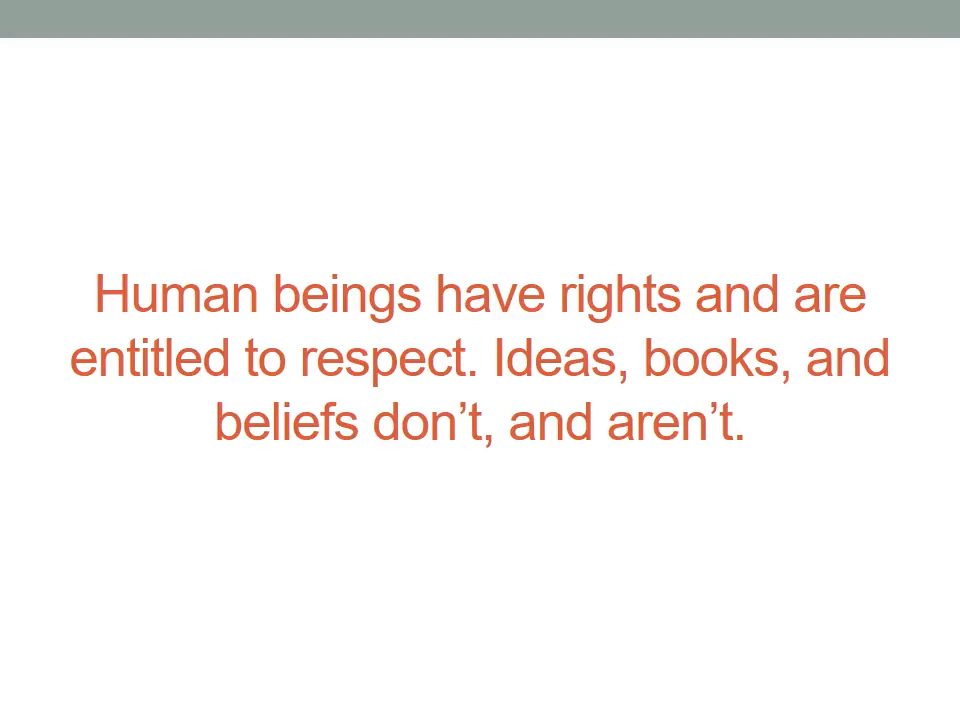 Human beings have rights and are
entitled to respect. Ideas, books, and
beliefs don’t, and aren’t.